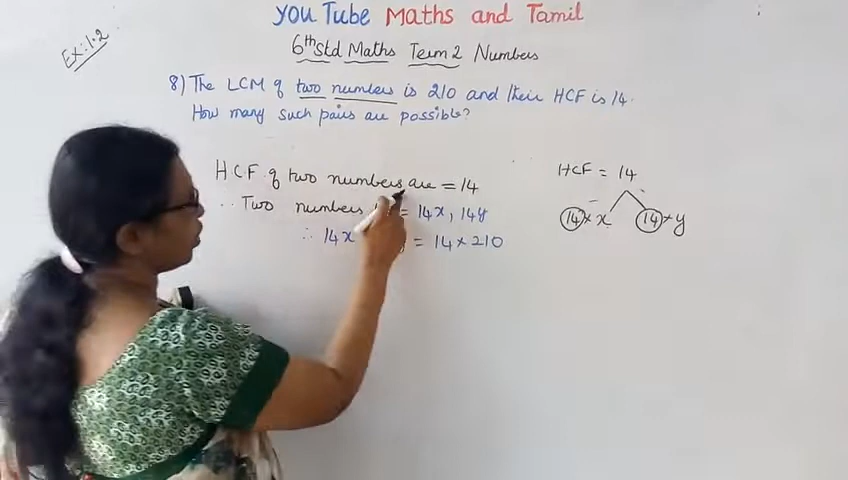 YouTube Maths and Tamil
Ex: 1.2
6th Std Maths Term 2 Numbers
8) The LCM of two numbers is 210 and their HCF is 14.
How many such pairs are possible?
HCF of two numbers are = 14
∴ Two numbers = 14x, 14y
∴ 14x = 14 × 210
HCF = 14
14 × x 14 × y